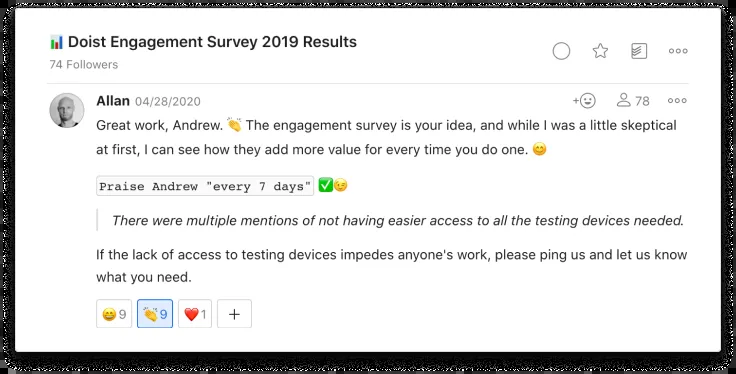 📊 Doist Engagement Survey 2019 Results
74 Followers
Allan 04/28/2020
78
Great work, Andrew. 👏 The engagement survey is your idea, and while I was a little skeptical
at first, I can see how they add more value for every time you do one. 😊
Praise Andrew "every 7 days" ✅😉
There were multiple mentions of not having easier access to all the testing devices needed.
If the lack of access to testing devices impedes anyone's work, please ping us and let us know
what you need.
😄 9 👏 9 ❤️ 1 +